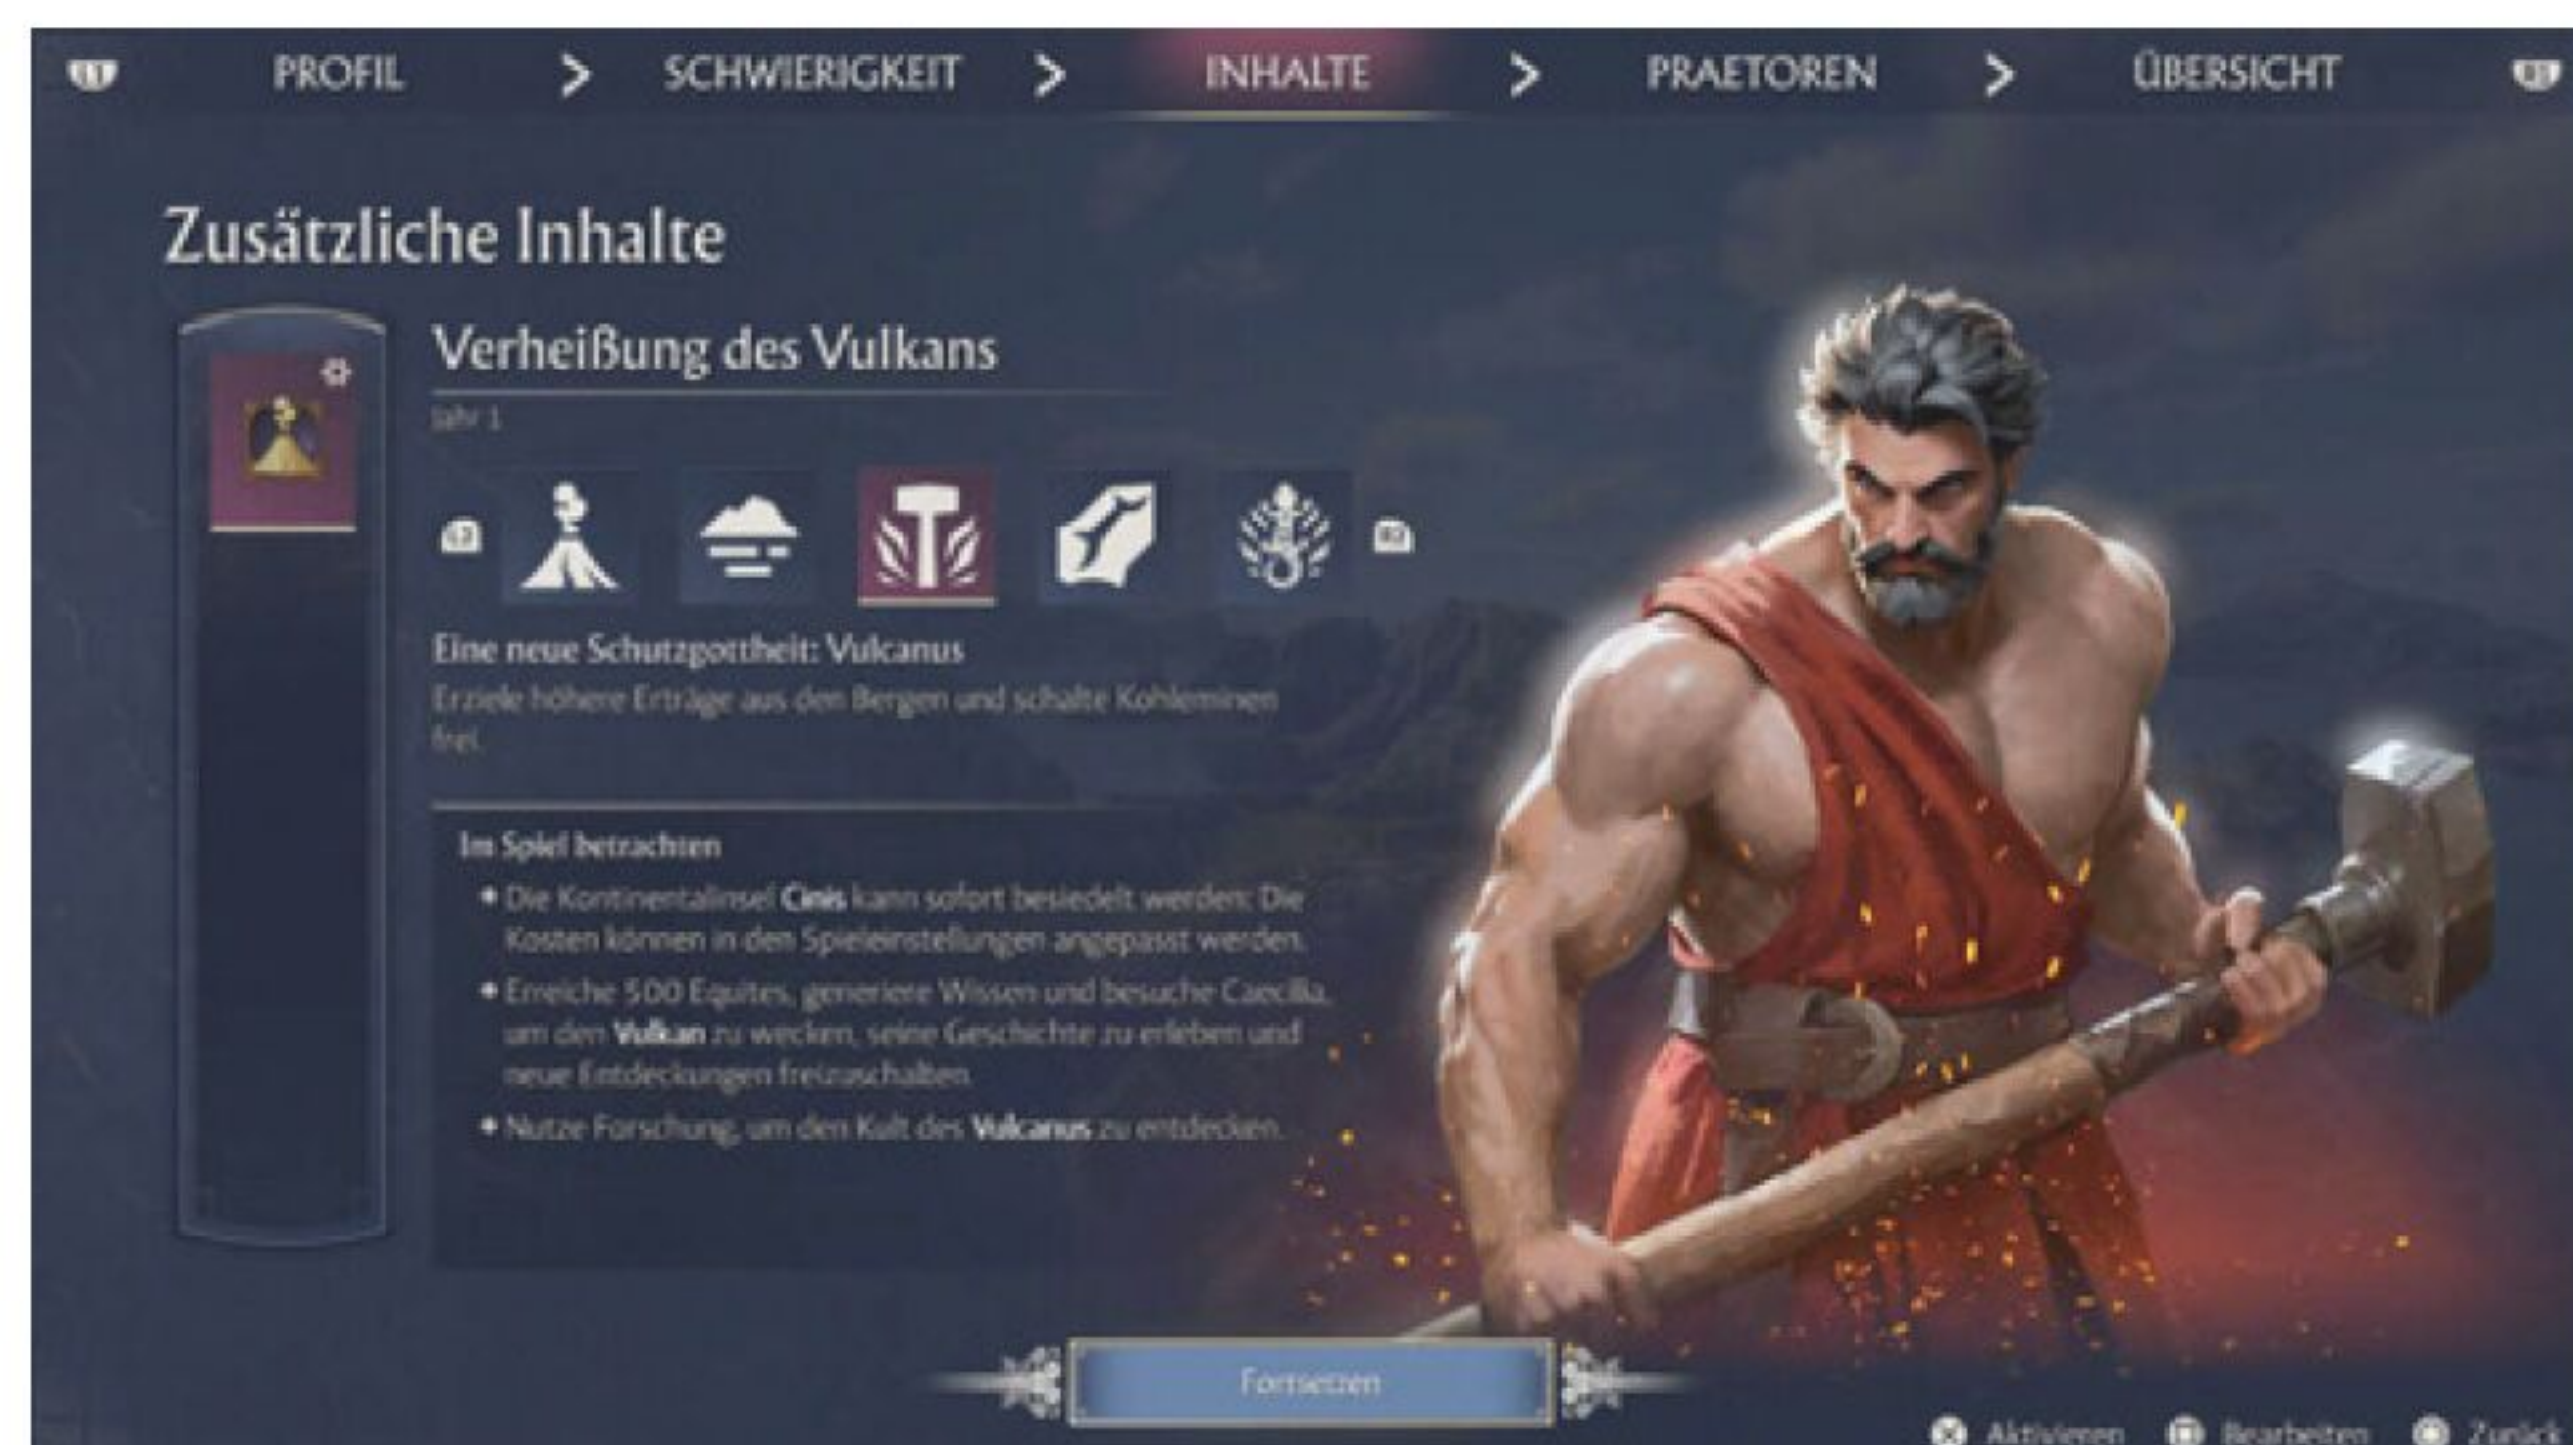 L1 PROFIL > SCHWIERIGKEIT > INHALTE > PRAETOREN > ÜBERSICHT
Zusätzliche Inhalte
Verheißung des Vulkans
Jahr 1
Eine neue Schutzgottheit: Vulcanus
Erziele höhere Erträge aus den Bergen und schalte Kohleminen
frei.
Im Spiel betrachten
• Die Kontinentalinsel Cinis kann sofort besiedelt werden: Die
Kosten können in den Spieleinstellungen angepasst werden.
• Erreiche 500 Equites, generiere Wissen und besuche Caecilia,
um den Vulkan zu wecken, seine Geschichte zu erleben und
neue Entdeckungen freizuschalten.
• Nutze Forschung, um den Kult des Vulcanus zu entdecken.
Fortsetzen
Aktivieren Bearbeiten Zurück